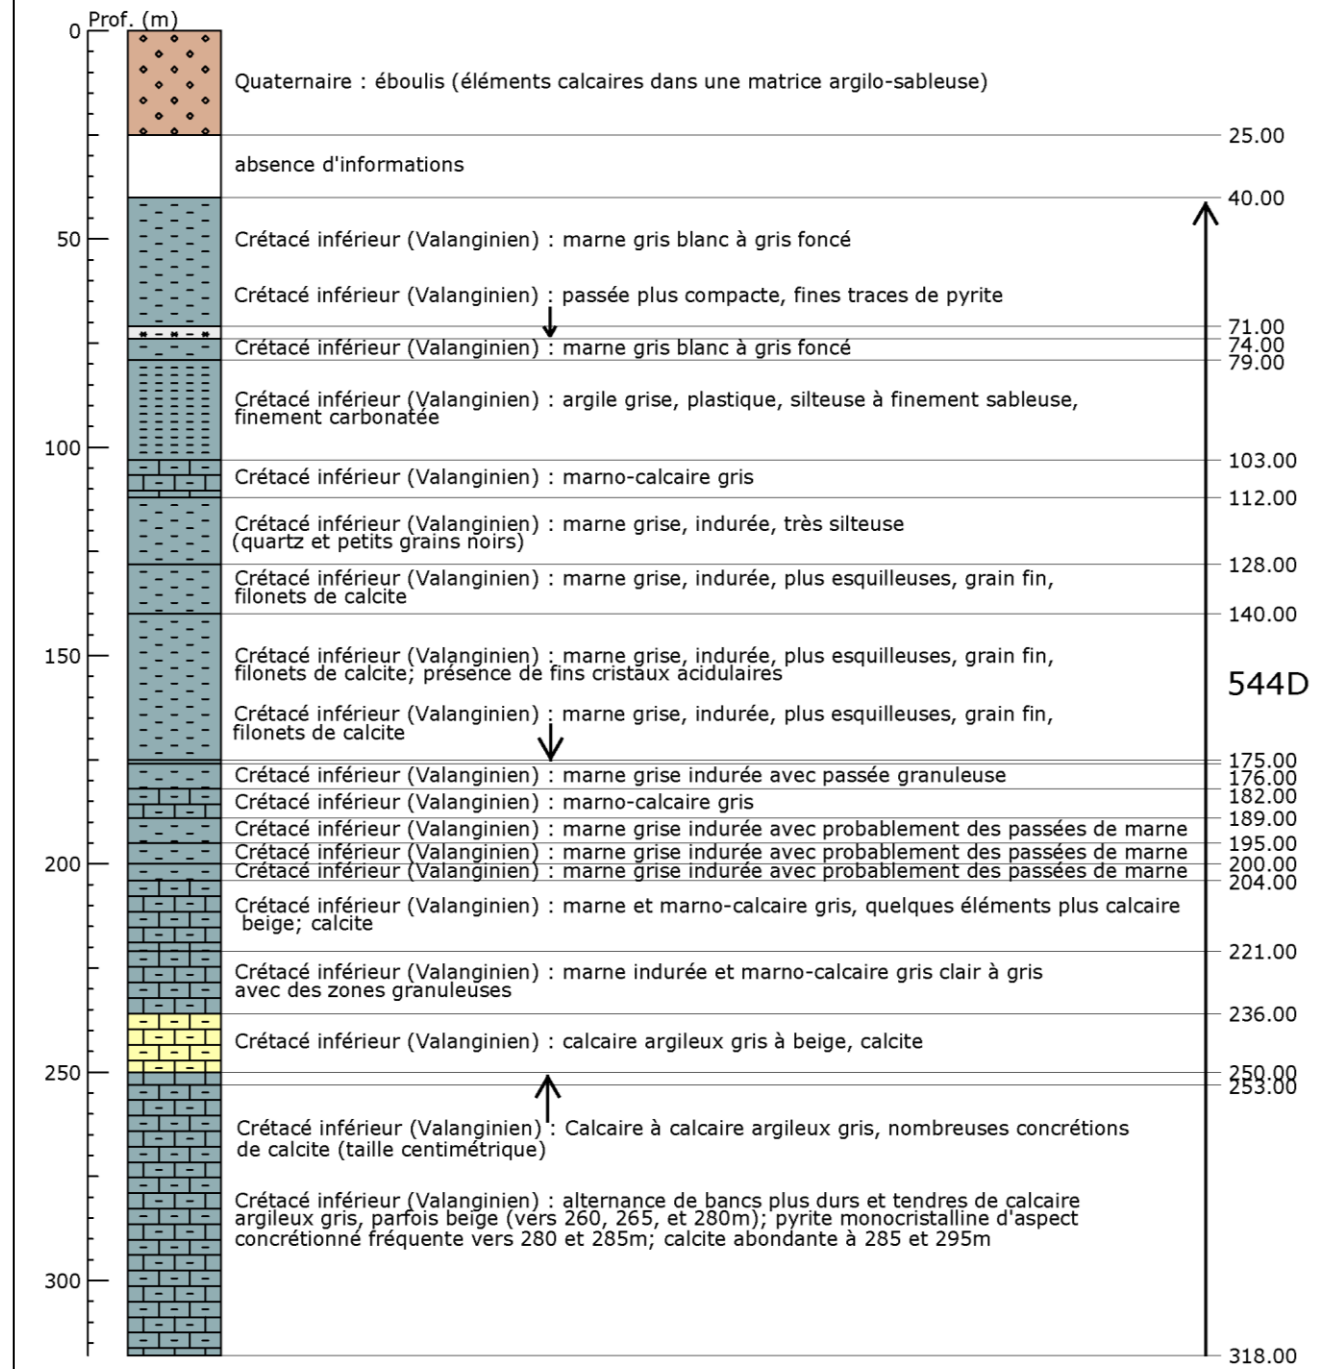 Prof. (m)
0
Quaternaire : éboulis (éléments calcaires dans une matrice argilo-sableuse)
25.00
absence d'informations
40.00
50
Crétacé inférieur (Valanginien) : marne gris blanc à gris foncé
Crétacé inférieur (Valanginien) : passée plus compacte, fines traces de pyrite
71.00
74.00
Crétacé inférieur (Valanginien) : marne gris blanc à gris foncé
79.00
Crétacé inférieur (Valanginien) : argile grise, plastique, silteuse à finement sableuse,
finement carbonatée
100
103.00
Crétacé inférieur (Valanginien) : marno-calcaire gris
112.00
Crétacé inférieur (Valanginien) : marne grise, indurée, très silteuse
(quartz et petits grains noirs)
128.00
Crétacé inférieur (Valanginien) : marne grise, indurée, plus esquilleuses, grain fin,
filonets de calcite
140.00
150
Crétacé inférieur (Valanginien) : marne grise, indurée, plus esquilleuses, grain fin,
filonets de calcite; présence de fins cristaux acidulaires
544D
Crétacé inférieur (Valanginien) : marne grise, indurée, plus esquilleuses, grain fin,
filonets de calcite
175.00
Crétacé inférieur (Valanginien) : marne grise indurée avec passée granuleuse
176.00
182.00
Crétacé inférieur (Valanginien) : marno-calcaire gris
189.00
Crétacé inférieur (Valanginien) : marne grise indurée avec probablement des passées de marne
195.00
Crétacé inférieur (Valanginien) : marne grise indurée avec probablement des passées de marne
200
200.00
Crétacé inférieur (Valanginien) : marne grise indurée avec probablement des passées de marne
204.00
Crétacé inférieur (Valanginien) : marne et marno-calcaire gris, quelques éléments plus calcaire
beige; calcite
221.00
Crétacé inférieur (Valanginien) : marne indurée et marno-calcaire gris clair à gris
avec des zones granuleuses
236.00
Crétacé inférieur (Valanginien) : calcaire argileux gris à beige, calcite
250
250.00
253.00
Crétacé inférieur (Valanginien) : Calcaire à calcaire argileux gris, nombreuses concrétions
de calcite (taille centimétrique)
Crétacé inférieur (Valanginien) : alternance de bancs plus durs et tendres de calcaire
argileux gris, parfois beige (vers 260, 265, et 280m); pyrite monocristalline d'aspect
concrétionné fréquente vers 280 et 285m; calcite abondante à 285 et 295m
300
318.00